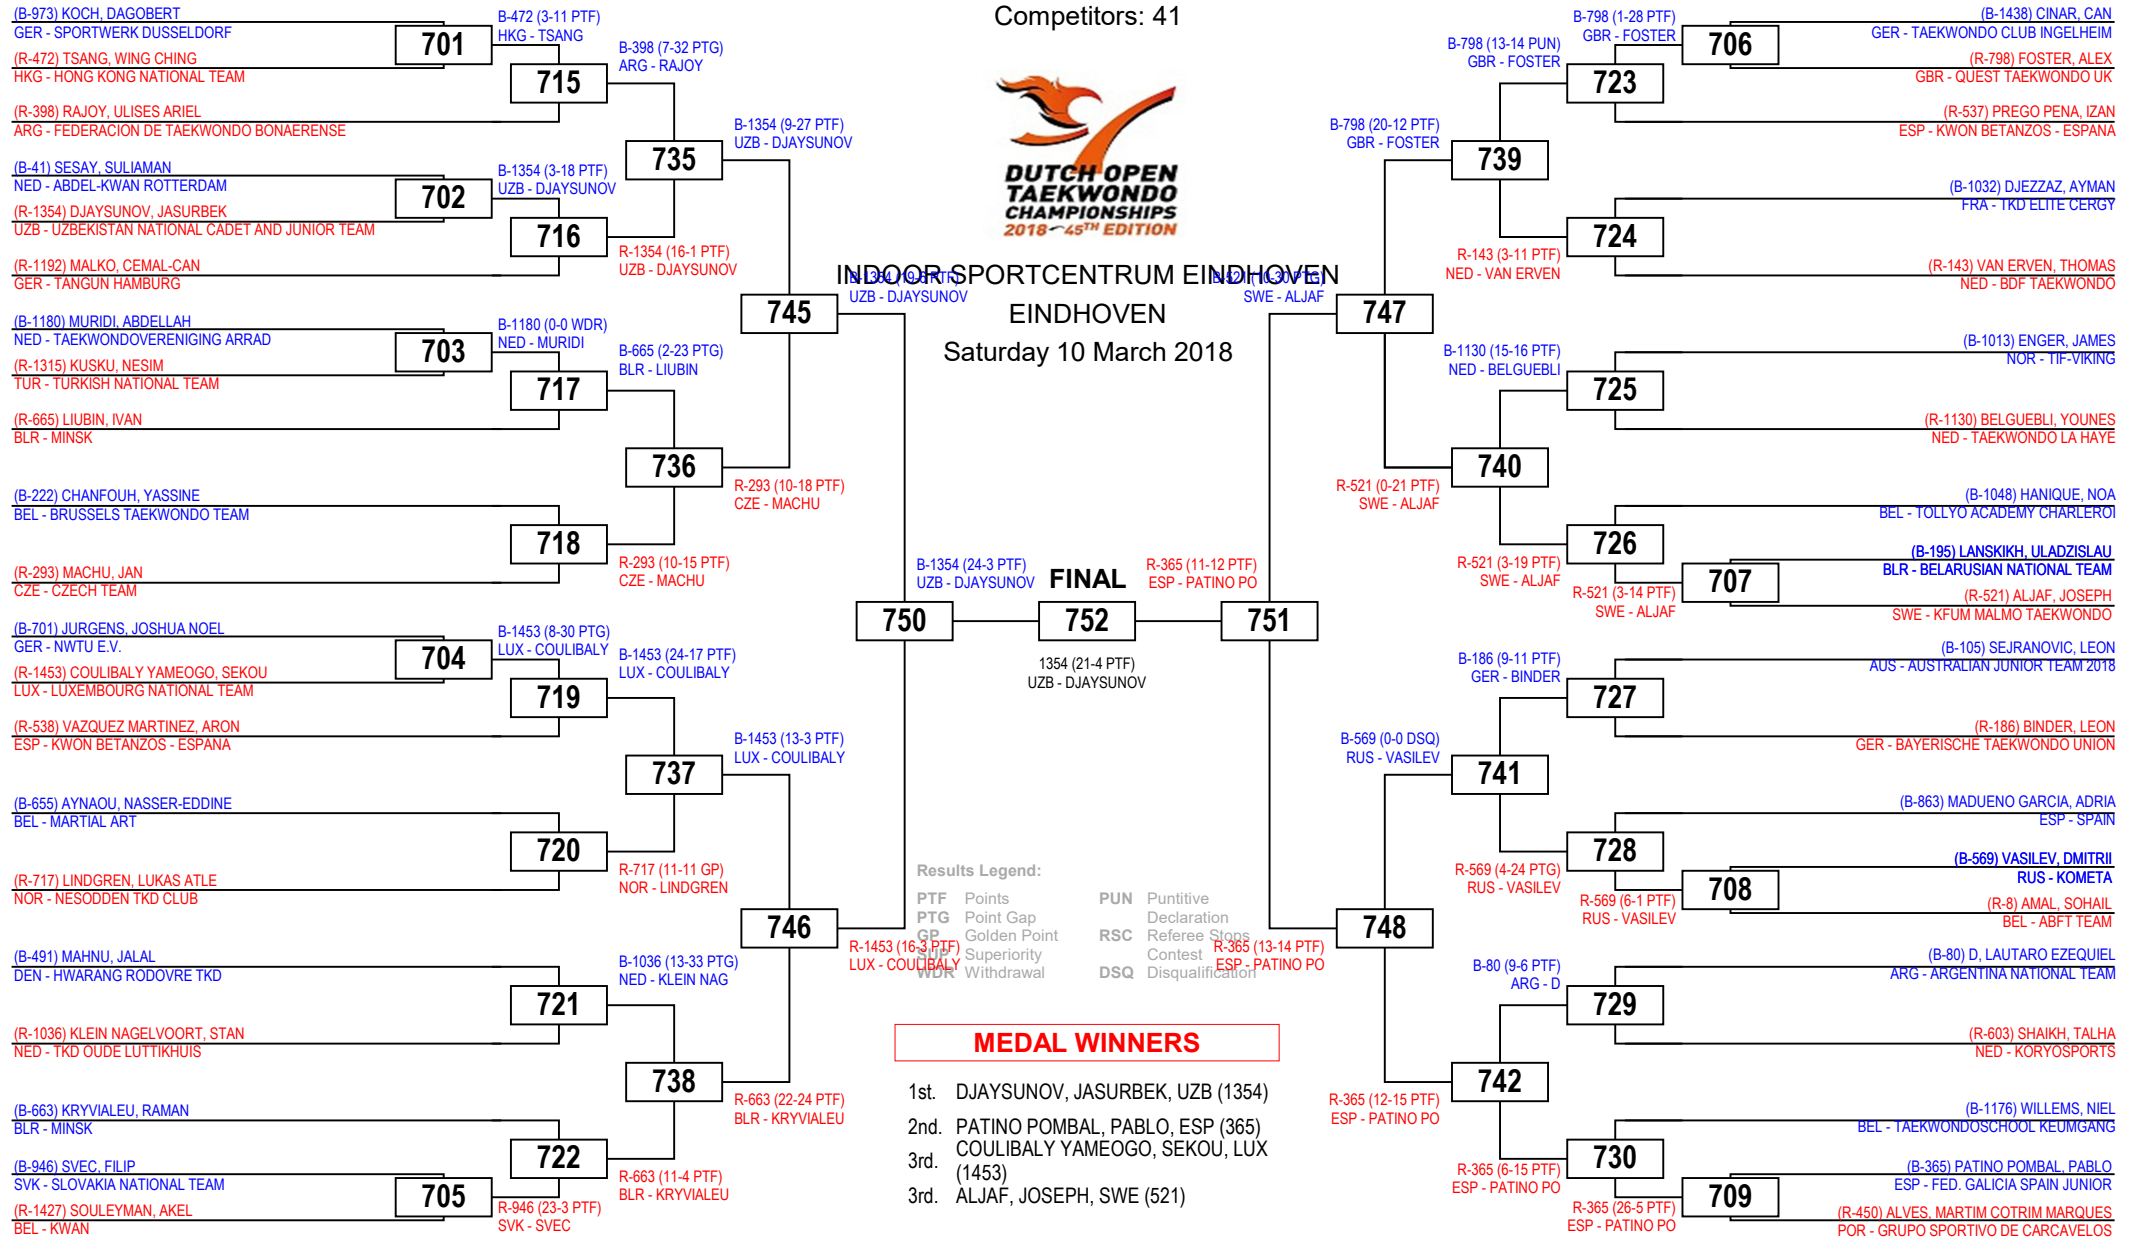 Competitors: 41
DUTCH OPEN
TAEKWONDO
CHAMPIONSHIPS
2018 - 45TH EDITION
INDOOR SPORTCENTRUM EINDHOVEN
EINDHOVEN
Saturday 10 March 2018
(B-973) KOCH, DAGOBERT
GER - SPORTWERK DUSSELDORF
(R-472) TSANG, WING CHING
HKG - HONG KONG NATIONAL TEAM
(R-398) RAJOY, ULISES ARIEL
ARG - FEDERACION DE TAEKWONDO BONAERENSE
(B-41) SESAY, SULIAMAN
NED - ABDEL-KWAN ROTTERDAM
(R-1354) DJAYSUNOV, JASURBEK
UZB - UZBEKISTAN NATIONAL CADET AND JUNIOR TEAM
(R-1192) MALKO, CEMAL-CAN
GER - TANGUN HAMBURG
(B-1180) MURIDI, ABDELLAH
NED - TAEKWONDOVERENIGING ARRAD
(R-1315) KUSKU, NESIM
TUR - TURKISH NATIONAL TEAM
(R-665) LIUBIN, IVAN
BLR - MINSK
(B-222) CHANFOUH, YASSINE
BEL - BRUSSELS TAEKWONDO TEAM
(R-293) MACHU, JAN
CZE - CZECH TEAM
(B-701) JURGENS, JOSHUA NOEL
GER - NWTU E.V.
(R-1453) COULIBALY YAMEOGO, SEKOU
LUX - LUXEMBOURG NATIONAL TEAM
(R-538) VAZQUEZ MARTINEZ, ARON
ESP - KWON BETANZOS - ESPANA
(B-655) AYNAOU, NASSER-EDDINE
BEL - MARTIAL ART
(R-717) LINDGREN, LUKAS ATLE
NOR - NESODDEN TKD CLUB
(B-491) MAHNU, JALAL
DEN - HWARANG RODOVRE TKD
(R-1036) KLEIN NAGELVOORT, STAN
NED - TKD OUDE LUTTIKHUIS
(B-663) KRYVIALEU, RAMAN
BLR - MINSK
(B-946) SVEC, FILIP
SVK - SLOVAKIA NATIONAL TEAM
(R-1427) SOULEYMAN, AKEL
BEL - KWAN
701
702
703
704
705
B-472 (3-11 PTF)
HKG - TSANG
B-1354 (3-18 PTF)
UZB - DJAYSUNOV
B-1180 (0-0 WDR)
NED - MURIDI
B-1453 (8-30 PTG)
LUX - COULIBALY
R-946 (23-3 PTF)
SVK - SVEC
715
716
717
718
719
720
721
722
B-398 (7-32 PTG)
ARG - RAJOY
R-1354 (16-1 PTF)
UZB - DJAYSUNOV
B-665 (2-23 PTG)
BLR - LIUBIN
R-293 (10-15 PTF)
CZE - MACHU
B-1453 (24-17 PTF)
LUX - COULIBALY
R-717 (11-11 GP)
NOR - LINDGREN
B-1036 (13-33 PTG)
NED - KLEIN NAG
R-663 (11-4 PTF)
BLR - KRYVIALEU
735
736
737
738
B-1354 (9-27 PTF)
UZB - DJAYSUNOV
R-293 (10-18 PTF)
CZE - MACHU
B-1453 (13-3 PTF)
LUX - COULIBALY
R-663 (22-24 PTF)
BLR - KRYVIALEU
745
746
B-1354 (19-6 PTF)
UZB - DJAYSUNOV
R-1453 (16-3 PTF)
LUX - COULIBALY
750
B-1354 (24-3 PTF)
UZB - DJAYSUNOV
FINAL
752
1354 (21-4 PTF)
UZB - DJAYSUNOV
R-365 (11-12 PTF)
ESP - PATINO PO
751
B-521 (10-30 PTG)
SWE - ALJAF
R-365 (13-14 PTF)
ESP - PATINO PO
747
748
B-798 (20-12 PTF)
GBR - FOSTER
R-521 (0-21 PTF)
SWE - ALJAF
B-569 (0-0 DSQ)
RUS - VASILEV
R-365 (12-15 PTF)
ESP - PATINO PO
739
740
741
742
B-798 (13-14 PUN)
GBR - FOSTER
R-143 (3-11 PTF)
NED - VAN ERVEN
B-1130 (15-16 PTF)
NED - BELGUEBLI
R-521 (3-19 PTF)
SWE - ALJAF
B-186 (9-11 PTF)
GER - BINDER
R-569 (4-24 PTG)
RUS - VASILEV
B-80 (9-6 PTF)
ARG - D
R-365 (6-15 PTF)
ESP - PATINO PO
723
724
725
726
727
728
729
730
B-798 (1-28 PTF)
GBR - FOSTER
R-521 (3-14 PTF)
SWE - ALJAF
R-569 (6-1 PTF)
RUS - VASILEV
R-365 (26-5 PTF)
ESP - PATINO PO
706
707
708
709
(B-1438) CINAR, CAN
GER - TAEKWONDO CLUB INGELHEIM
(R-798) FOSTER, ALEX
GBR - QUEST TAEKWONDO UK
(R-537) PREGO PENA, IZAN
ESP - KWON BETANZOS - ESPANA
(B-1032) DJEZZAZ, AYMAN
FRA - TKD ELITE CERGY
(R-143) VAN ERVEN, THOMAS
NED - BDF TAEKWONDO
(B-1013) ENGER, JAMES
NOR - TIF-VIKING
(R-1130) BELGUEBLI, YOUNES
NED - TAEKWONDO LA HAYE
(B-1048) HANIQUE, NOA
BEL - TOLLYO ACADEMY CHARLEROI
(B-195) LANSKIKH, ULADZISLAU
BLR - BELARUSIAN NATIONAL TEAM
(R-521) ALJAF, JOSEPH
SWE - KFUM MALMO TAEKWONDO
(B-105) SEJRANOVIC, LEON
AUS - AUSTRALIAN JUNIOR TEAM 2018
(R-186) BINDER, LEON
GER - BAYERISCHE TAEKWONDO UNION
(B-863) MADUENO GARCIA, ADRIA
ESP - SPAIN
(B-569) VASILEV, DMITRII
RUS - KOMETA
(R-8) AMAL, SOHAIL
BEL - ABFT TEAM
(B-80) D, LAUTARO EZEQUIEL
ARG - ARGENTINA NATIONAL TEAM
(R-603) SHAIKH, TALHA
NED - KORYOSPORTS
(B-1176) WILLEMS, NIEL
BEL - TAEKWONDOSCHOOL KEUMGANG
(B-365) PATINO POMBAL, PABLO
ESP - FED. GALICIA SPAIN JUNIOR
(R-450) ALVES, MARTIM COTRIM MARQUES
POR - GRUPO SPORTIVO DE CARCAVELOS
Results Legend:
PTF Points
PTG Point Gap
GP Golden Point
SUP Superiority
WDR Withdrawal
PUN Puntitive
Declaration
RSC Referee Stops
Contest
DSQ Disqualification
MEDAL WINNERS
1st. DJAYSUNOV, JASURBEK, UZB (1354)
2nd. PATINO POMBAL, PABLO, ESP (365)
3rd. COULIBALY YAMEOGO, SEKOU, LUX
(1453)
3rd. ALJAF, JOSEPH, SWE (521)